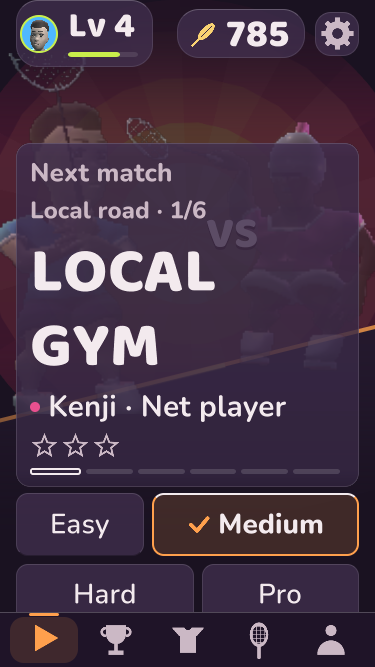 Lv 4
785
Next match
Local road · 1/6
VS
LOCAL
GYM
Kenji · Net player
Easy
Medium
Hard
Pro